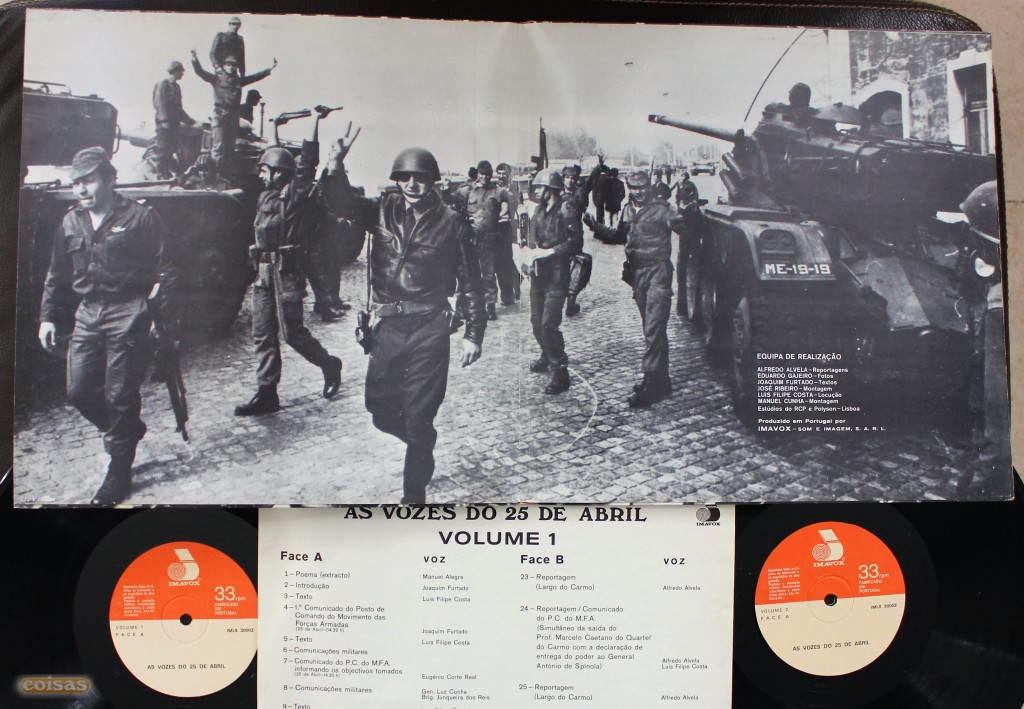 ME-19-19
EQUIPA DE REALIZAÇÃO
ALFREDO ALVELA–Reportagens
EDUARDO GAJEIRO–Fotos
JOAQUIM FURTADO–Textos
JOSÉ RIBEIRO–Montagem
LUIS FILIPE COSTA–Locução
MANUEL CUNHA–Montagem
Estúdios do RCP e Polyson–Lisboa
Produzido em Portugal por
IMAVOX – SOM E IMAGEM, S. A. R. L.
AS VOZES DO 25 DE ABRIL
IMAVOX
VOLUME 1
Face A
VOZ
1–Poema (extracto)
Manuel Alegre
2–Introdução
Joaquim Furtado
3–Texto
Luís Filipe Costa
4–1.º Comunicado do Posto de
Comando do Movimento das
Forças Armadas
(25 de Abril-04.32 h)
Joaquim Furtado
5–Texto
Luís Filipe Costa
6–Comunicações militares
7–Comunicado do P.C. do M.F.A.
informando os objectivos tomados
Eugénio Corte Real
8–Comunicações militares
Gen. Luz Cunha
Brig. Junqueira dos Reis
9–Texto
Face B
VOZ
23–Reportagem
(Largo do Carmo)
Alfredo Alvela
24–Reportagem / Comunicado
do P.C. do M.F.A.
(Simultâneo da saída do
Prof. Marcelo Caetano do Quartel
do Carmo com a declaração de
entrega do poder ao General
António de Spínola)
Alfredo Alvela
Luís Filipe Costa
25–Reportagem
(Largo do Carmo)
Alfredo Alvela
IMAVOX
33 rpm
FABRICADO
EM
PORTUGAL
VOLUME 1
FACE A
AS VOZES DO 25 DE ABRIL
IMAVOX
33 rpm
FABRICADO
EM
PORTUGAL
VOLUME 2
FACE A
AS VOZES DO 25 DE ABRIL
coisas